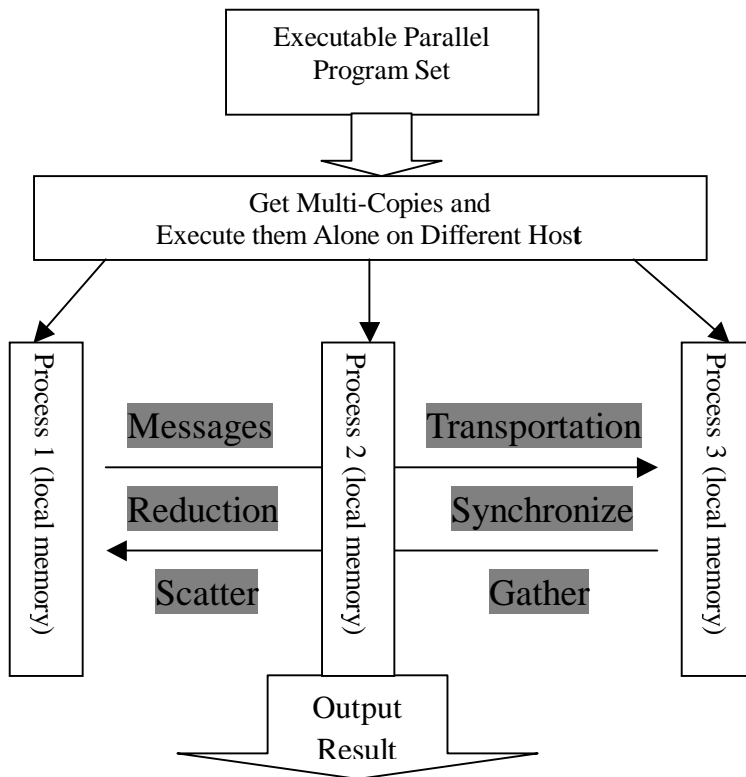 Executable Parallel
Program Set
Get Multi-Copies and
Execute them Alone on Different Host
Process 1 (local memory)
Process 2 (local memory)
Process 3 (local memory)
Messages
Transportation
Reduction
Synchronize
Scatter
Gather
Output
Result